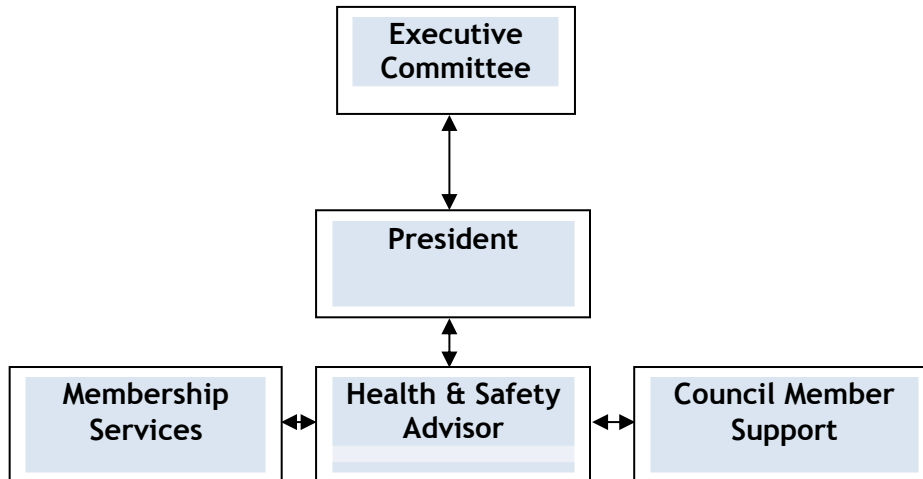 Executive
Committee
President
Membership
Services
Health & Safety
Advisor
Council Member
Support